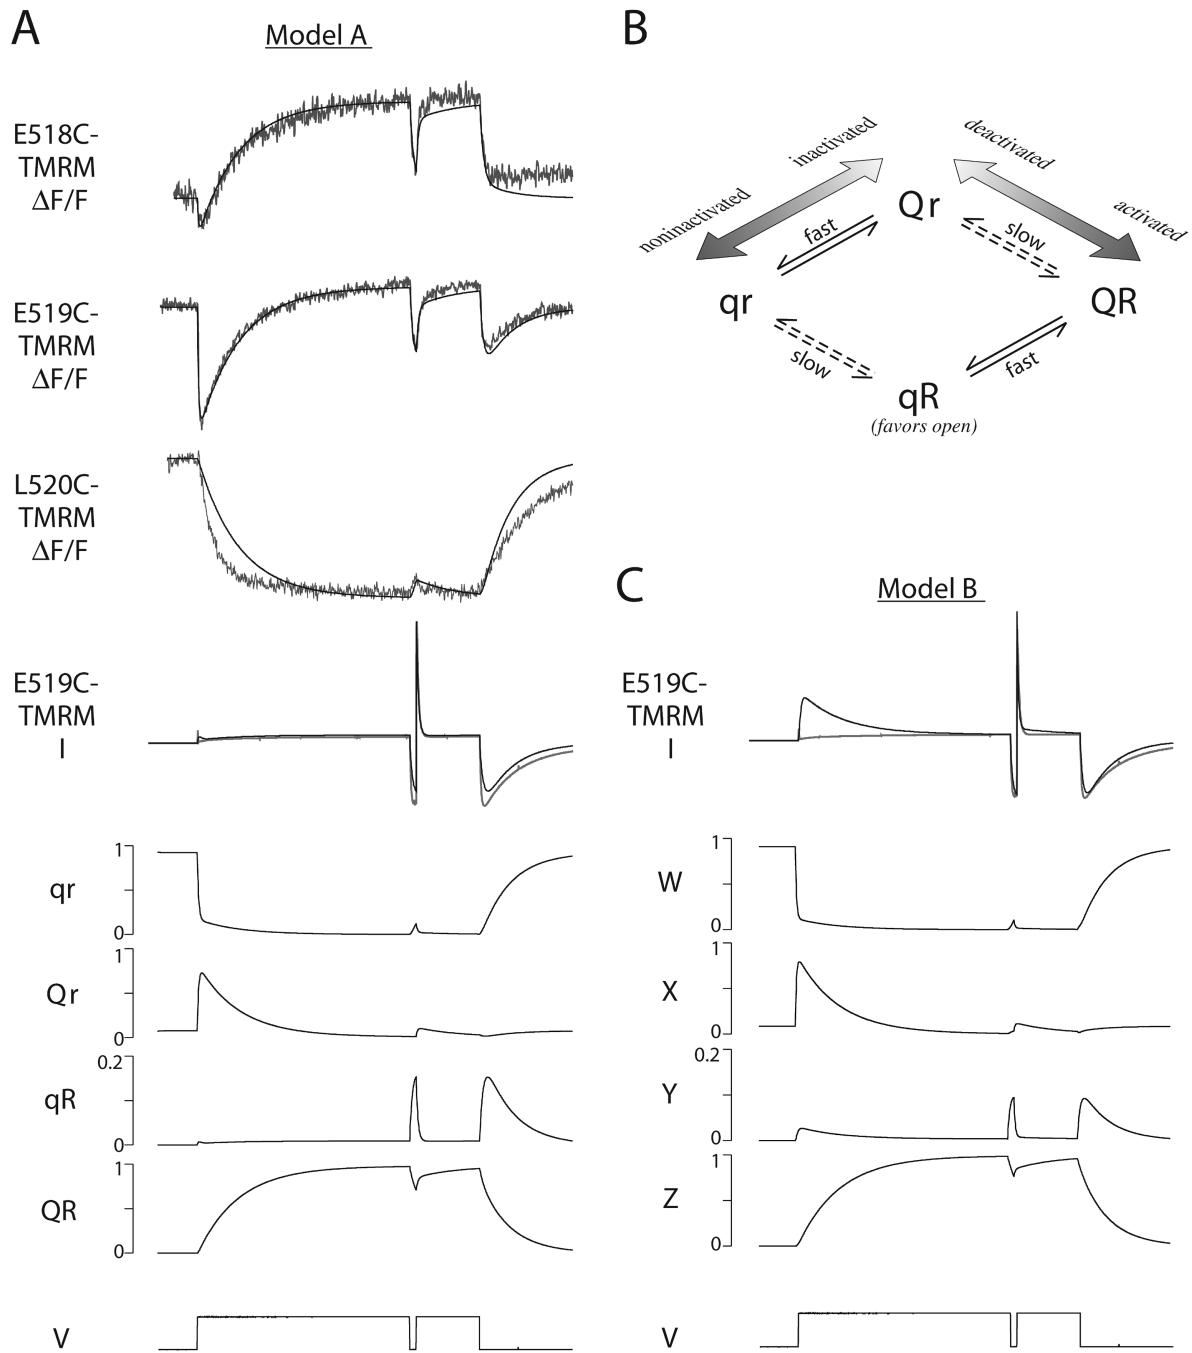 A
Model A
E518C-
TMRM
ΔF/F
E519C-
TMRM
ΔF/F
L520C-
TMRM
ΔF/F
E519C-
TMRM
I
1
qr
0
1
Qr
0
0.2
qR
0
1
QR
0
V
B
inactivated
deactivated
noninactivated
activated
Qr
fast
slow
qr
QR
slow
fast
qR
(favors open)
C
Model B
E519C-
TMRM
I
1
W
0
1
X
0
0.2
Y
0
1
Z
0
V